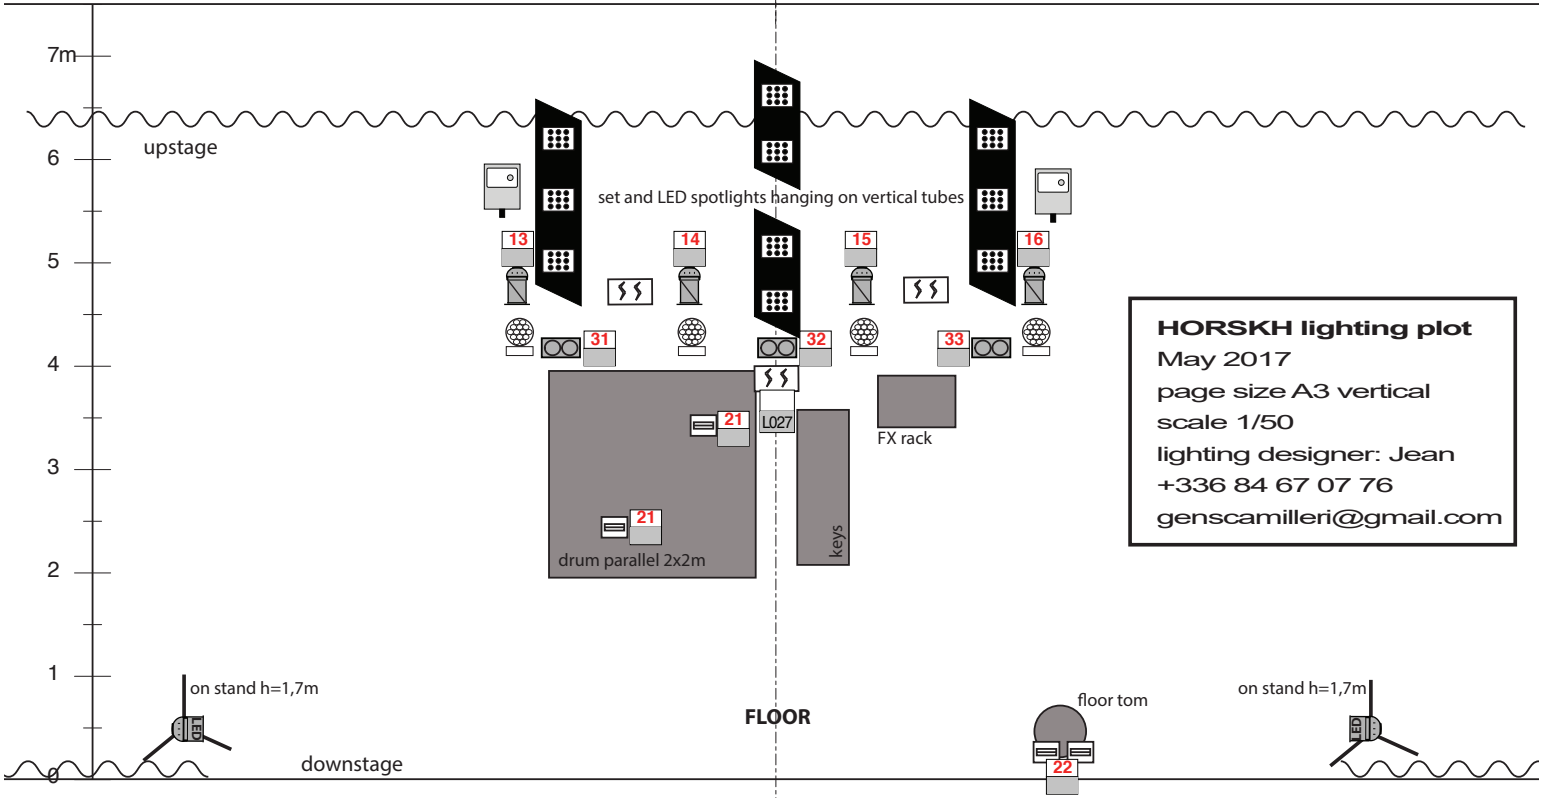 7m
upstage
6
set and LED spotlights hanging on vertical tubes
13
14
15
16
5
HORSKH lighting plot
May 2017
page size A3 vertical
scale 1/50
lighting designer: Jean
+336 84 67 07 76
genscamilleri@gmail.com
31
32
33
4
21
L027
FX rack
3
21
keys
drum parallel 2x2m
2
1
on stand h=1,7m
on stand h=1,7m
floor tom
FLOOR
LED
LED
downstage
22
0